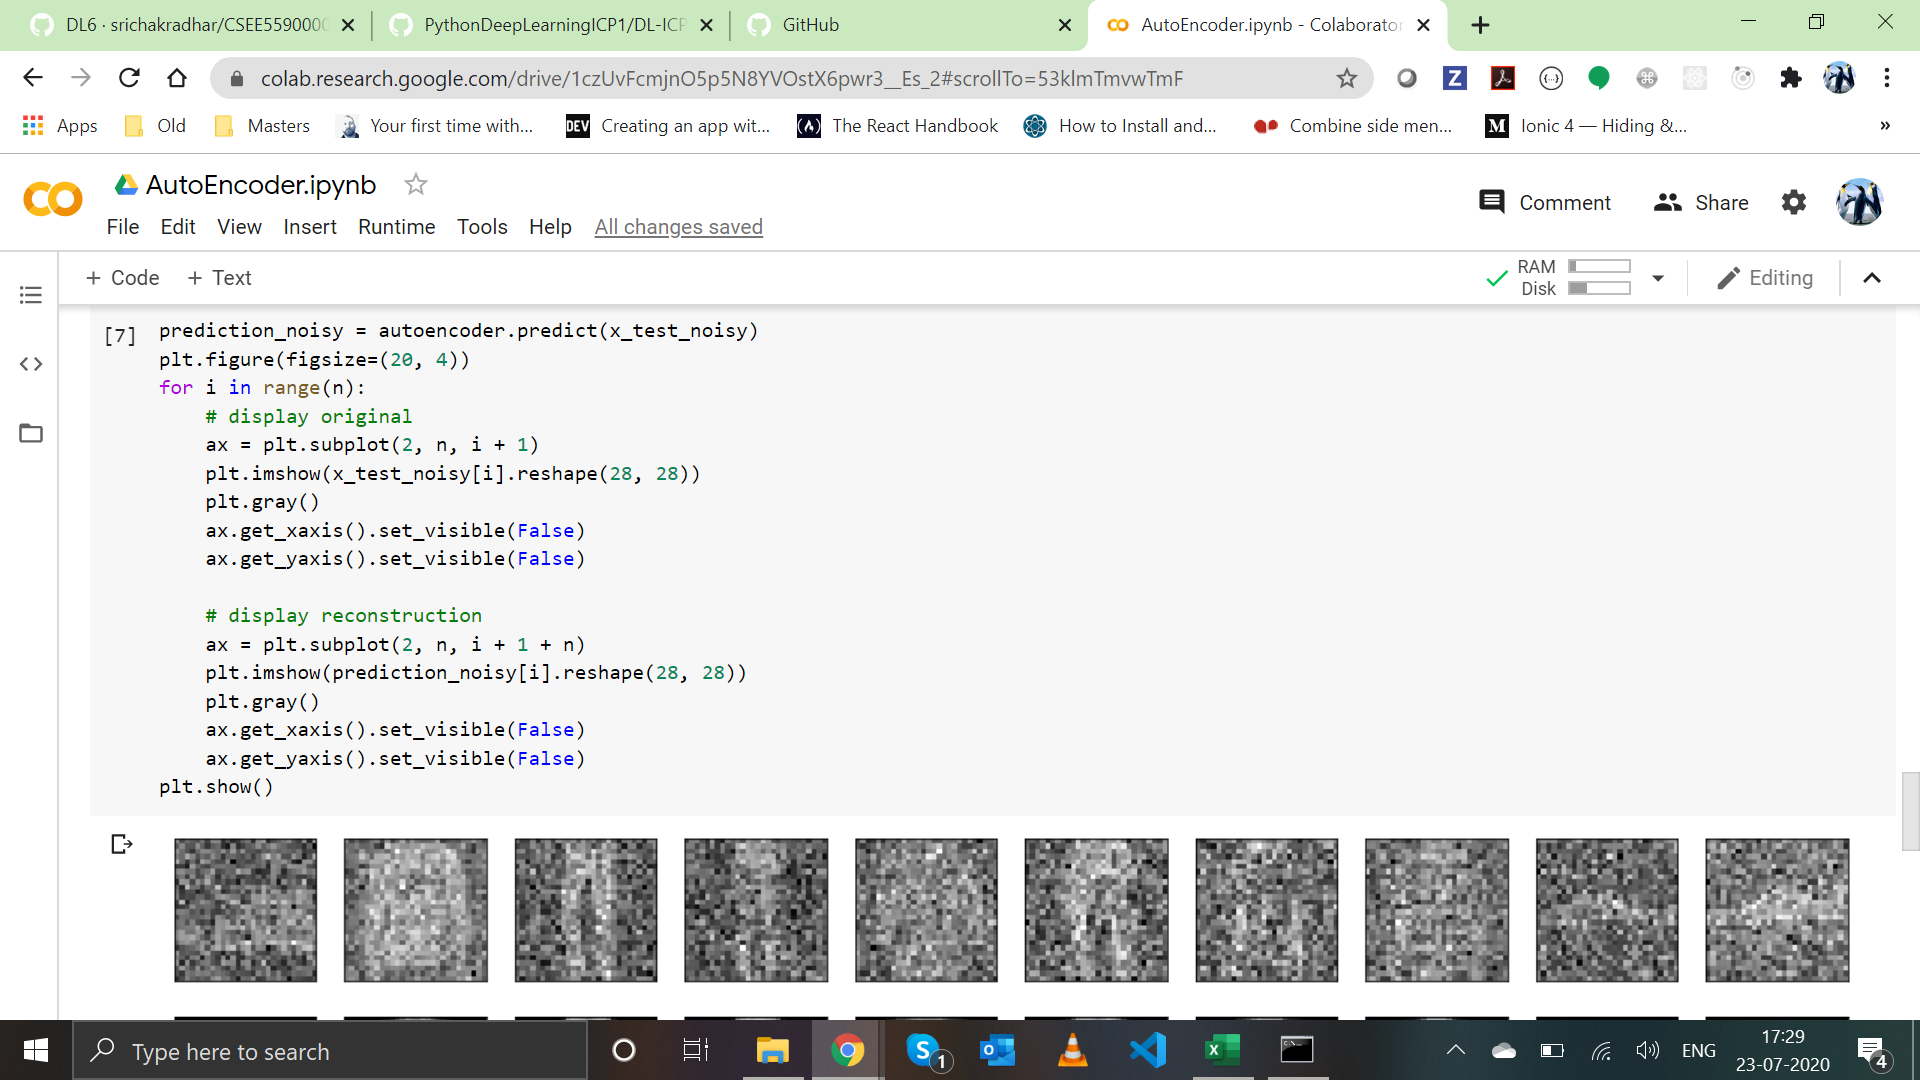 DL6 · srichakradhar/CSEE5590000
PythonDeepLearningICP1/DL-ICP
GitHub
AutoEncoder.ipynb - Colaborator
colab.research.google.com/drive/1czUvFcmjnO5p5N8YVOstX6pwr3__Es_2#scrollTo=53klmTmvwTmF
Apps
Old
Masters
Your first time with...
DEV
Creating an app wit...
The React Handbook
How to Install and...
Combine side men...
M
Ionic 4 — Hiding &...
»
AutoEncoder.ipynb
Comment
Share
File Edit View Insert Runtime Tools Help All changes saved
+ Code + Text
RAM
Disk
Editing
[7]
prediction_noisy = autoencoder.predict(x_test_noisy)
plt.figure(figsize=(20, 4))
for i in range(n):
    # display original
    ax = plt.subplot(2, n, i + 1)
    plt.imshow(x_test_noisy[i].reshape(28, 28))
    plt.gray()
    ax.get_xaxis().set_visible(False)
    ax.get_yaxis().set_visible(False)
    # display reconstruction
    ax = plt.subplot(2, n, i + 1 + n)
    plt.imshow(prediction_noisy[i].reshape(28, 28))
    plt.gray()
    ax.get_xaxis().set_visible(False)
    ax.get_yaxis().set_visible(False)
plt.show()
Type here to search
1
ENG
17:29
23-07-2020
4